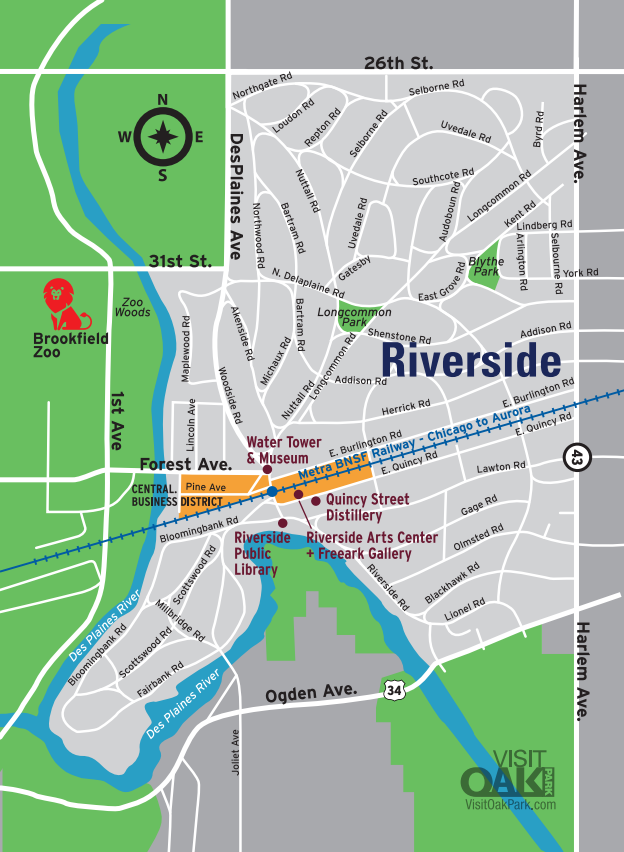 26th St.
Northgate Rd
Selborne Rd
Loudon Rd
Repton Rd
Selborne Rd
Uvedale Rd
Byrd Rd
Harlem Ave.
N
W
E
S
DesPlaines Ave
Southcote Rd
Nuttall Rd
Audoboun Rd
Longcommon Rd
Kent Rd
Lindberg Rd
Northwood Rd
Bartram Rd
Uvedale Rd
Gatesby
Arlington Rd
Selbourne Rd
31st St.
Blythe
Park
York Rd
N. Delaplaine Rd
East Grove Rd
Zoo
Woods
Brookfield
Zoo
Maplewood Rd
Akenside Rd
Bartram Rd
Longcommon
Park
Shenstone Rd
Addison Rd
Michaux Rd
Longcommon Rd
Riverside
Woodside Rd
Nuttall Rd
Addison Rd
1st Ave
Lincoln Ave
Herrick Rd
E. Burlington Rd
E. Burlington Rd
Metra BNSF Railway - Chicago to Aurora
E. Quincy Rd
E. Quincy Rd
Water Tower
& Museum
43
Forest Ave.
Lawton Rd
CENTRAL
BUSINESS DISTRICT
Pine Ave
Quincy Street
Distillery
Gage Rd
Bloomingbank Rd
Riverside
Public
Library
Riverside Arts Center
+ Freeark Gallery
Olmsted Rd
Scottswood Rd
Riverside Rd
Blackhawk Rd
Lionel Rd
Des Plaines River
Millbridge Rd
Bloomingbank Rd
Scottswood Rd
Fairbank Rd
Des Plaines River
Harlem Ave.
Ogden Ave.
34
Joliet Ave
VISIT
OAK PARK
VisitOakPark.com